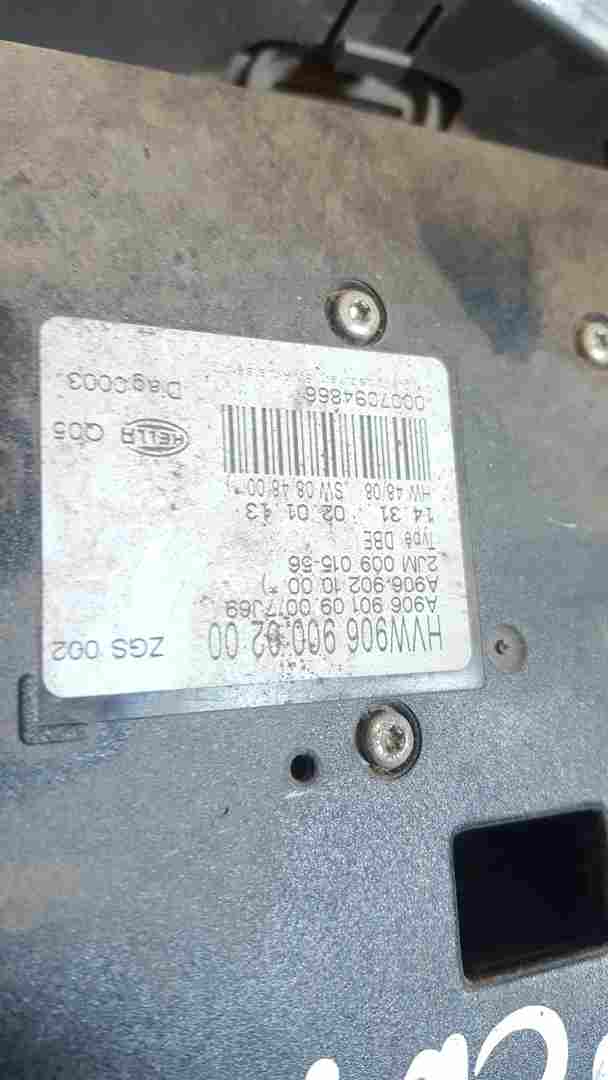 HVW906 900 02 00 ZGS 002
A906 901 09 00/7J69
A906.902 10 00 *)
2JM 009 015-56
Type DBE
14 31 02 01 13
HW 48/08 SW 08 48 00 *)
0007094866
HELLA Q05 Diag0003